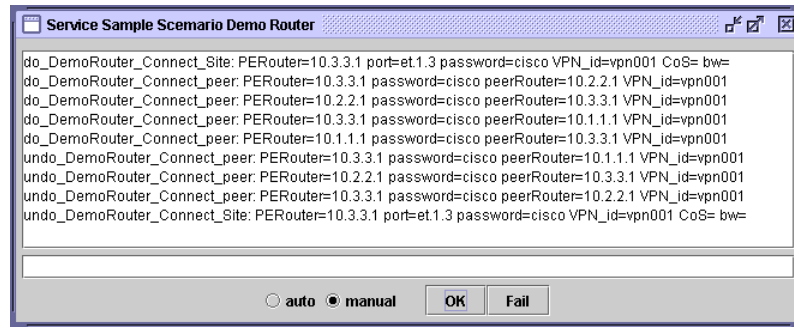 Service Sample Scemario Demo Router
do_DemoRouter_Connect_Site: PERouter=10.3.3.1 port=et.1.3 password=cisco VPN_id=vpn001 CoS= bw=
do_DemoRouter_Connect_peer: PERouter=10.3.3.1 password=cisco peerRouter=10.2.2.1 VPN_id=vpn001
do_DemoRouter_Connect_peer: PERouter=10.2.2.1 password=cisco peerRouter=10.3.3.1 VPN_id=vpn001
do_DemoRouter_Connect_peer: PERouter=10.3.3.1 password=cisco peerRouter=10.1.1.1 VPN_id=vpn001
do_DemoRouter_Connect_peer: PERouter=10.1.1.1 password=cisco peerRouter=10.3.3.1 VPN_id=vpn001
undo_DemoRouter_Connect_peer: PERouter=10.3.3.1 password=cisco peerRouter=10.1.1.1 VPN_id=vpn001
undo_DemoRouter_Connect_peer: PERouter=10.2.2.1 password=cisco peerRouter=10.3.3.1 VPN_id=vpn001
undo_DemoRouter_Connect_peer: PERouter=10.3.3.1 password=cisco peerRouter=10.2.2.1 VPN_id=vpn001
undo_DemoRouter_Connect_Site: PERouter=10.3.3.1 port=et.1.3 password=cisco VPN_id=vpn001 CoS= bw=
auto manual OK Fail